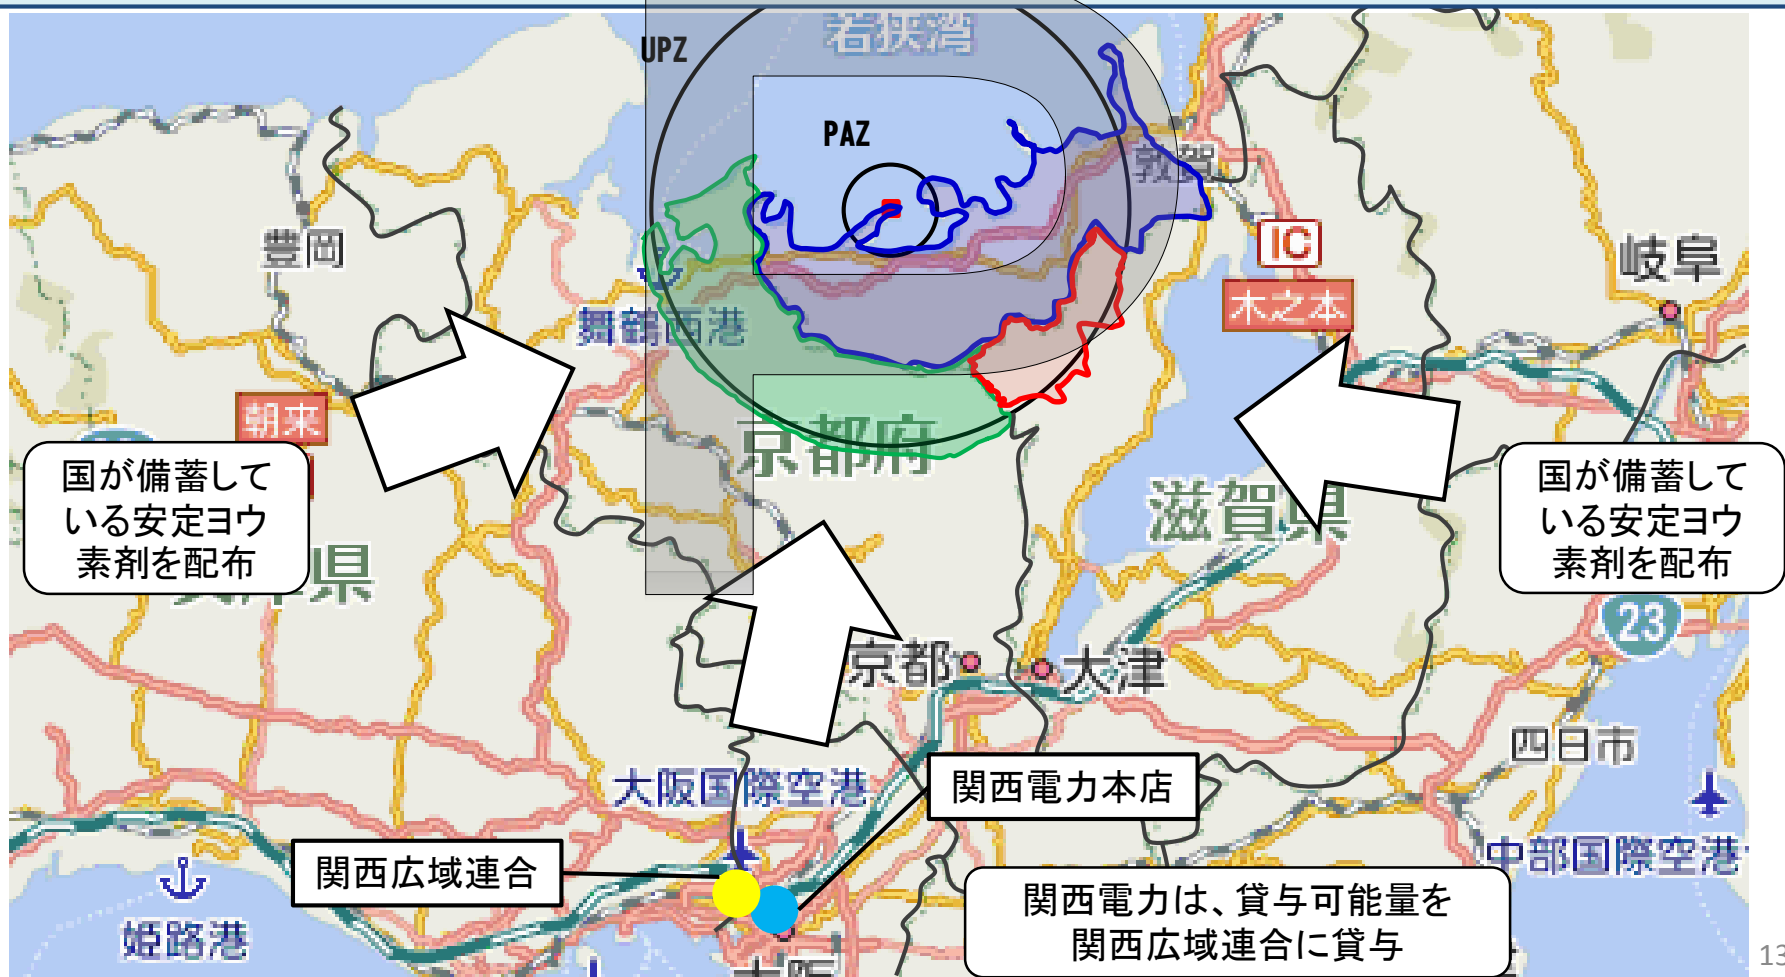 若狭湾
UPZ
PAZ
敦賀
豊岡
IC
木之本
岐阜
舞鶴西港
朝来
京都府
国が備蓄して
いる安定ヨウ
素剤を配布
滋賀県
国が備蓄して
いる安定ヨウ
素剤を配布
県
23
京都
大津
四日市
大阪国際空港
関西電力本店
中部国際空港
関西広域連合
関西電力は、貸与可能量を
関西広域連合に貸与
姫路港
大阪
13